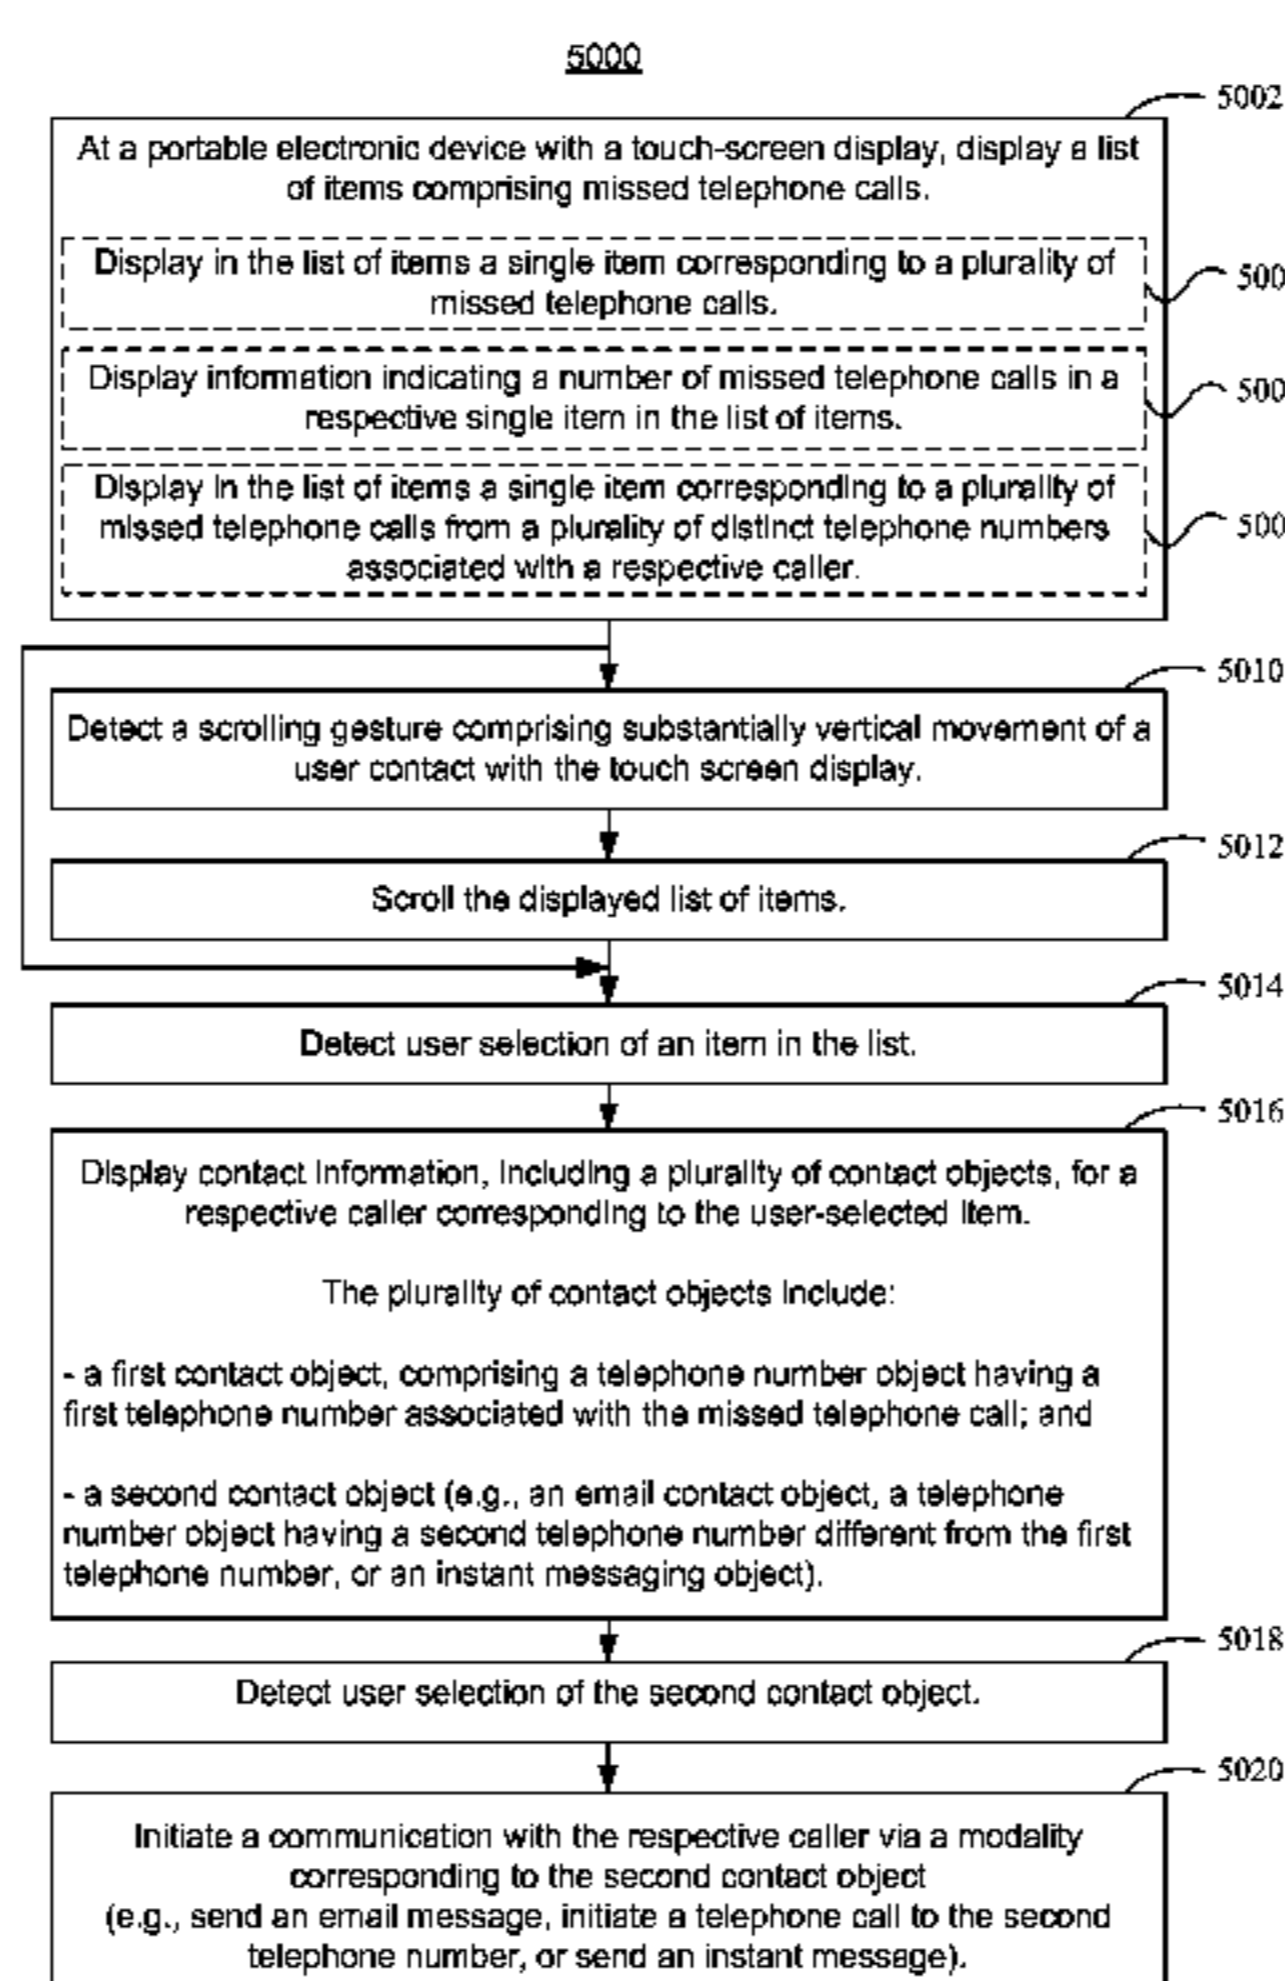 5000
5002
At a portable electronic device with a touch-screen display, display a list
of items comprising missed telephone calls.
Display in the list of items a single item corresponding to a plurality of
missed telephone calls.
500
Display information indicating a number of missed telephone calls in a
respective single item in the list of items.
500
Display in the list of items a single item corresponding to a plurality of
missed telephone calls from a plurality of distinct telephone numbers
associated with a respective caller.
500
5010
Detect a scrolling gesture comprising substantially vertical movement of a
user contact with the touch screen display.
5012
Scroll the displayed list of items.
5014
Detect user selection of an item in the list.
5016
Display contact information, including a plurality of contact objects, for a
respective caller corresponding to the user-selected item.
The plurality of contact objects include:
- a first contact object, comprising a telephone number object having a
first telephone number associated with the missed telephone call; and
- a second contact object (e.g., an email contact object, a telephone
number object having a second telephone number different from the first
telephone number, or an instant messaging object).
5018
Detect user selection of the second contact object.
5020
Initiate a communication with the respective caller via a modality
corresponding to the second contact object
(e.g., send an email message, initiate a telephone call to the second
telephone number, or send an instant message).